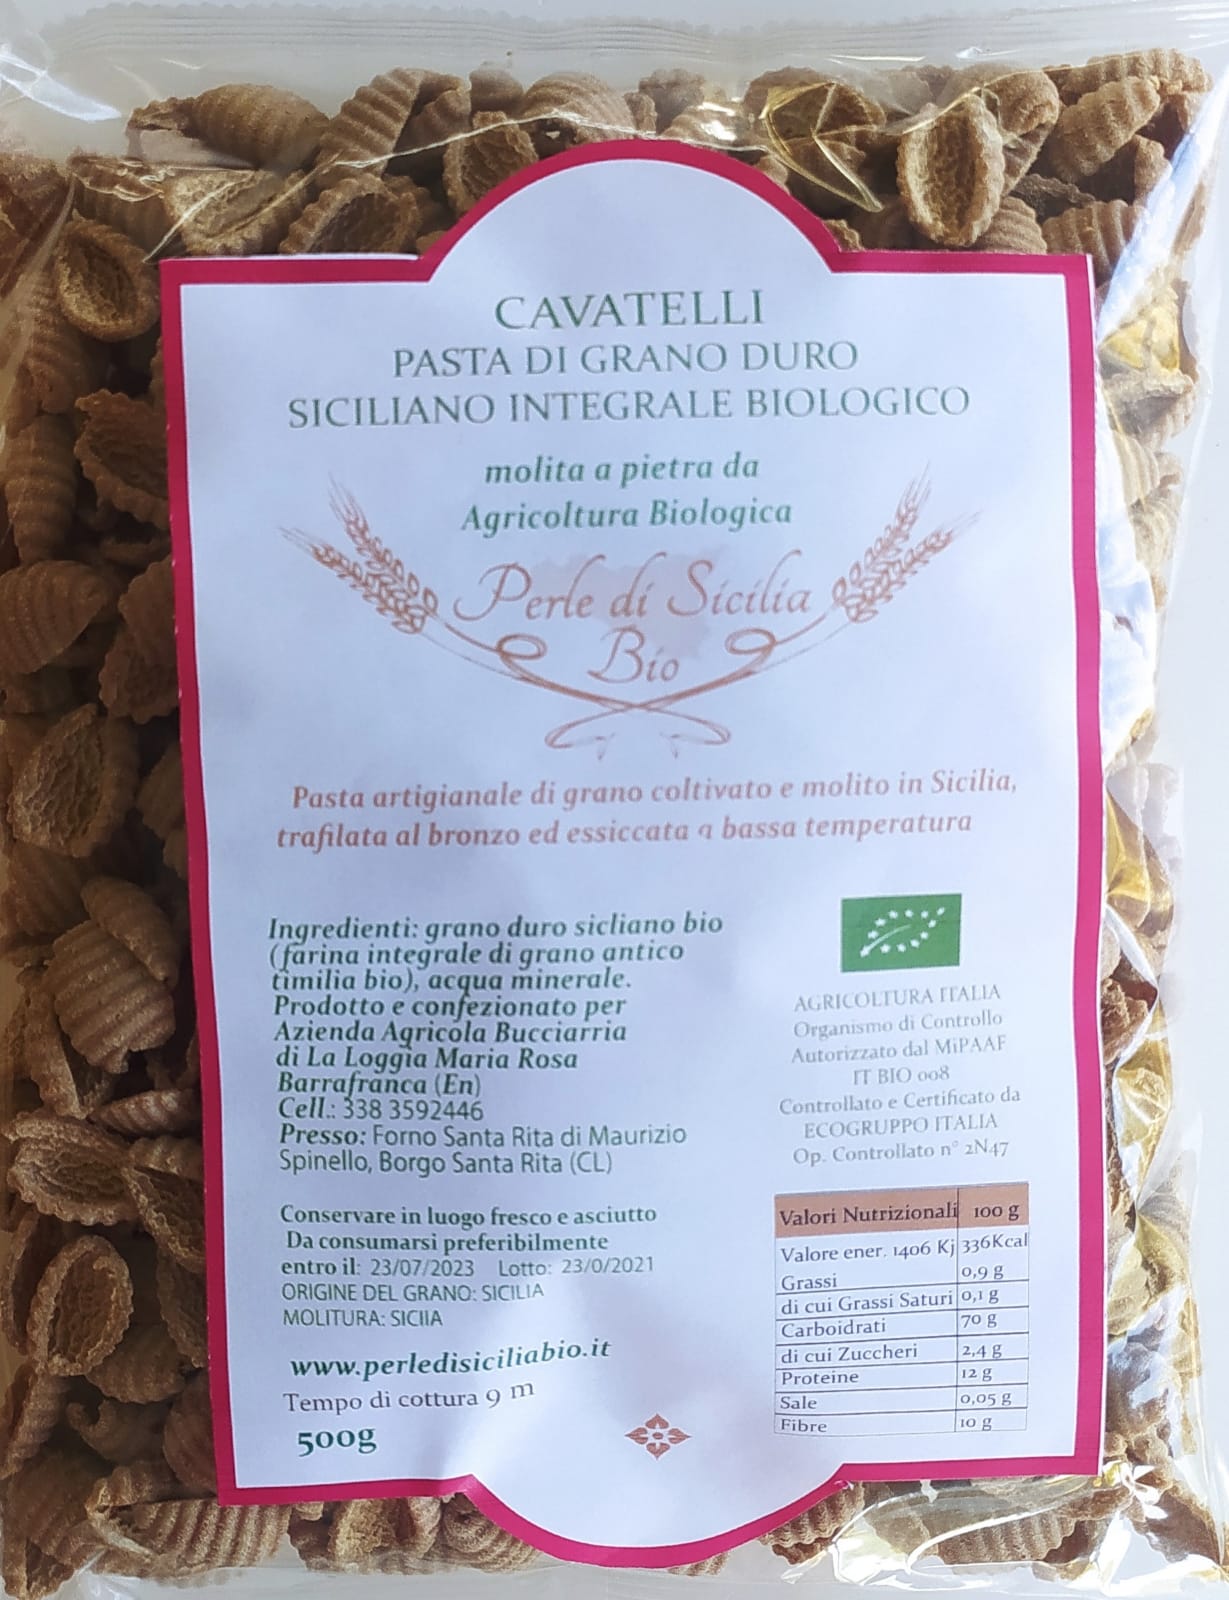 CAVATELLI
PASTA DI GRANO DURO
SICILIANO INTEGRALE BIOLOGICO
molita a pietra da
Agricoltura Biologica
Perle di Sicilia
Bio
Pasta artigianale di grano coltivato e molito in Sicilia,
trafilata al bronzo ed essiccata a bassa temperatura
Ingredienti: grano duro sicliano bio
(farina integrale di grano antico
timilia bio), acqua minerale.
Prodotto e confezionato per
Azienda Agricola Bucciarria
di La Loggia Maria Rosa
Barrafranca (En)
Cell.: 338 3592446
Presso: Forno Santa Rita di Maurizio
Spinello, Borgo Santa Rita (CL)
Conservare in luogo fresco e asciutto
Da consumarsi preferibilmente
entro il: 23/07/2023 Lotto: 23/0/2021
ORIGINE DEL GRANO: SICILIA
MOLITURA: SICIIA
www.perledisiciliabio.it
Tempo di cottura 9 m
500g
AGRICOLTURA ITALIA
Organismo di Controllo
Autorizzato dal MiPAAF
IT BIO 008
Controllato e Certificato da
ECOGRUPPO ITALIA
Op. Controllato n° 2N47
Valori Nutrizionali 100 g
Valore ener. 1406 Kj 336Kcal
Grassi 0,9 g
di cui Grassi Saturi 0,1 g
Carboidrati 70 g
di cui Zuccheri 2,4 g
Proteine 12 g
Sale 0,05 g
Fibre 10 g